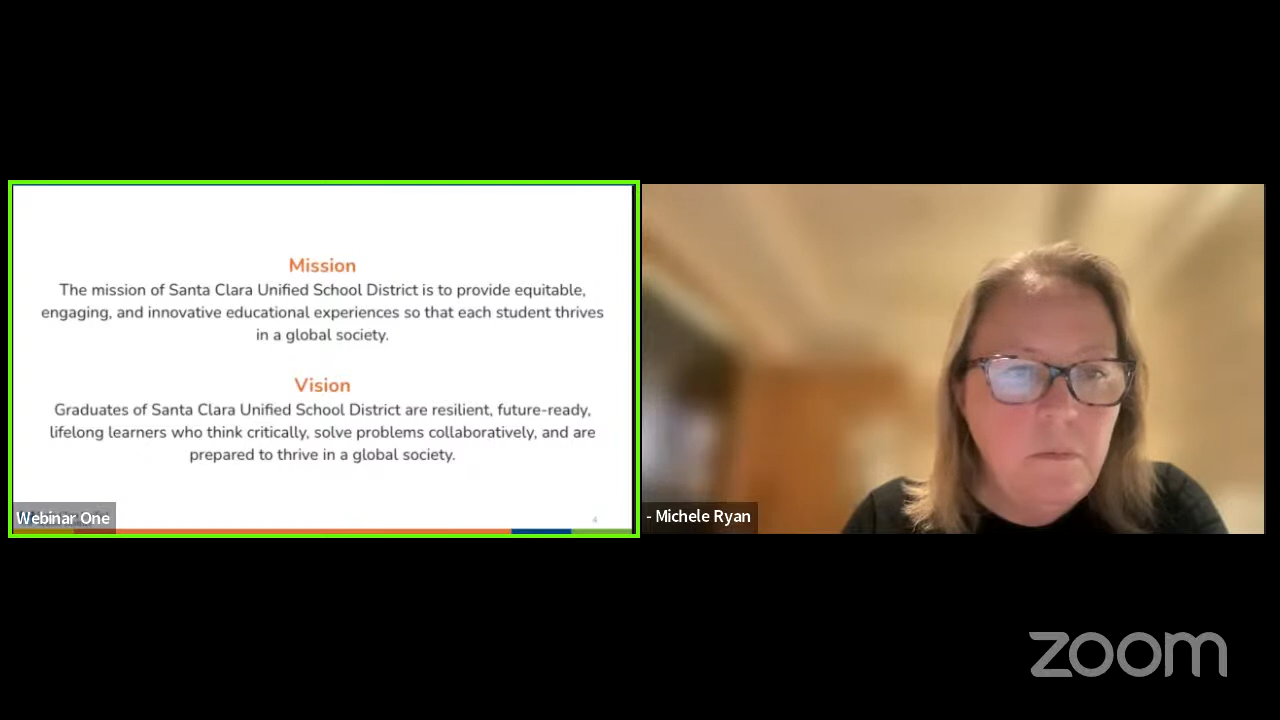 Mission
The mission of Santa Clara Unified School District is to provide equitable,
engaging, and innovative educational experiences so that each student thrives
in a global society.
Vision
Graduates of Santa Clara Unified School District are resilient, future-ready,
lifelong learners who think critically, solve problems collaboratively, and are
prepared to thrive in a global society.
Webinar One
4
- Michele Ryan
zoom